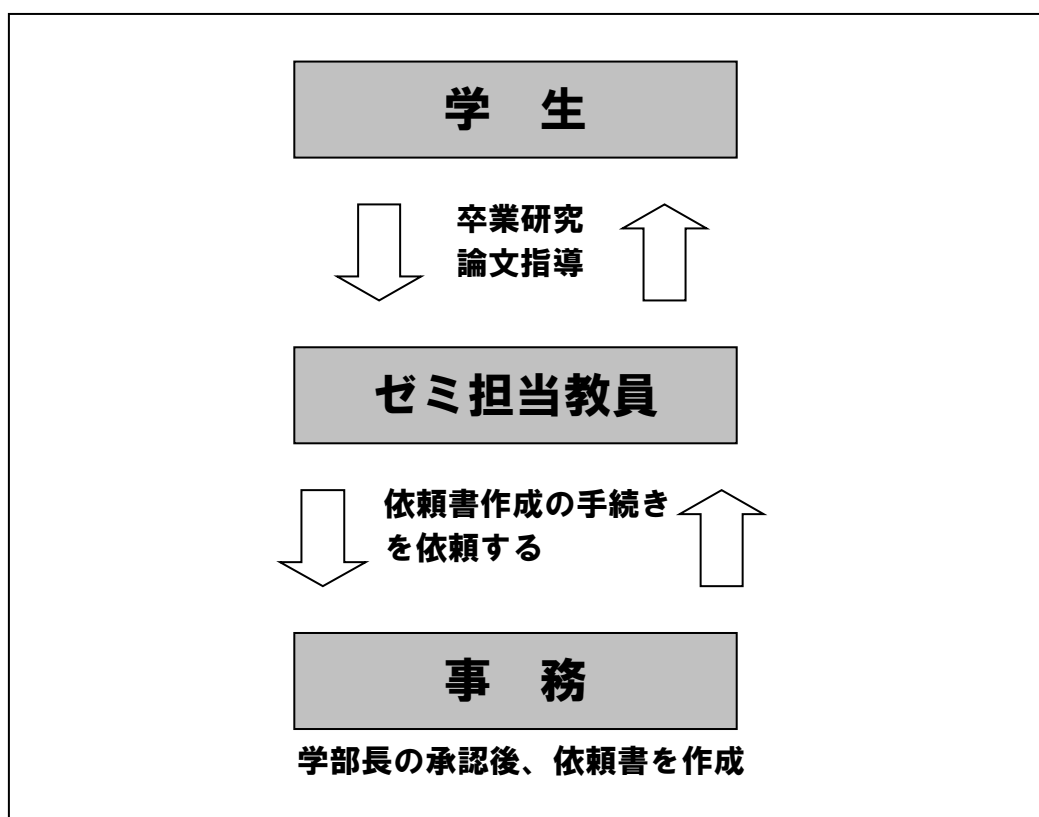 学　生
卒業研究
論文指導
ゼミ担当教員
依頼書作成の手続き
を依頼する
事　務
学部長の承認後、依頼書を作成